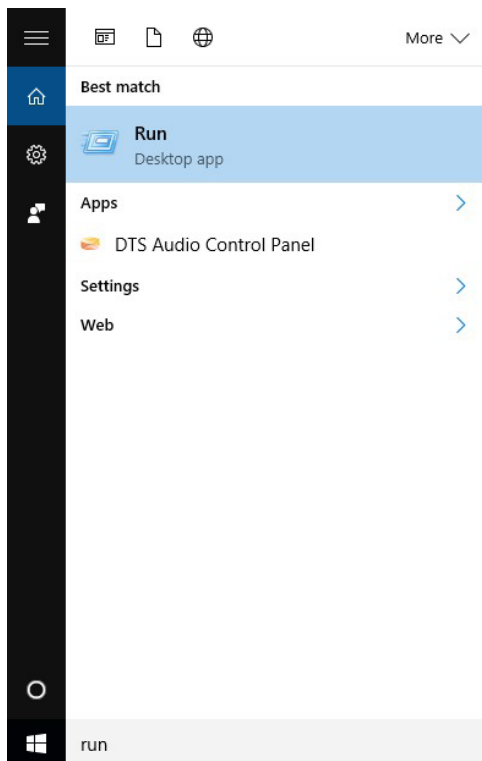 More
Best match
Run
Desktop app
Apps
DTS Audio Control Panel
Settings
Web
run